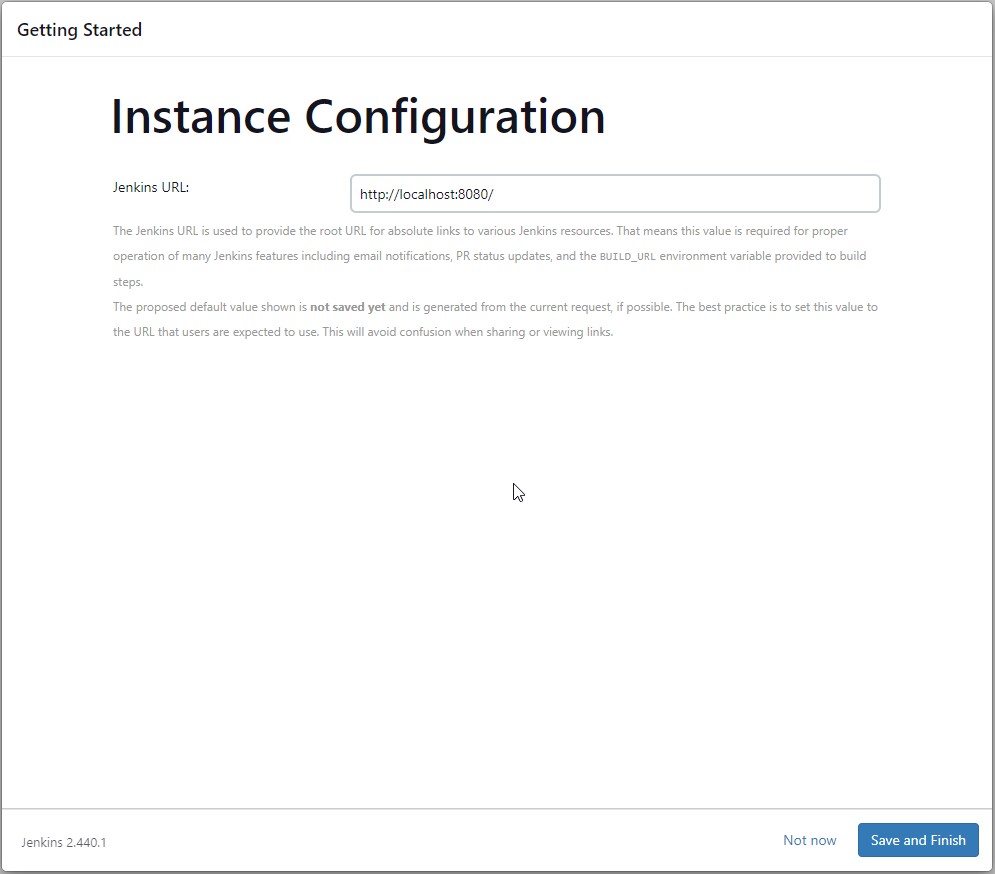 Getting Started
Instance Configuration
Jenkins URL:
http://localhost:8080/
The Jenkins URL is used to provide the root URL for absolute links to various Jenkins resources. That means this value is required for proper
operation of many Jenkins features including email notifications, PR status updates, and the BUILD_URL environment variable provided to build
steps.
The proposed default value shown is not saved yet and is generated from the current request, if possible. The best practice is to set this value to
the URL that users are expected to use. This will avoid confusion when sharing or viewing links.
Jenkins 2.440.1
Not now
Save and Finish